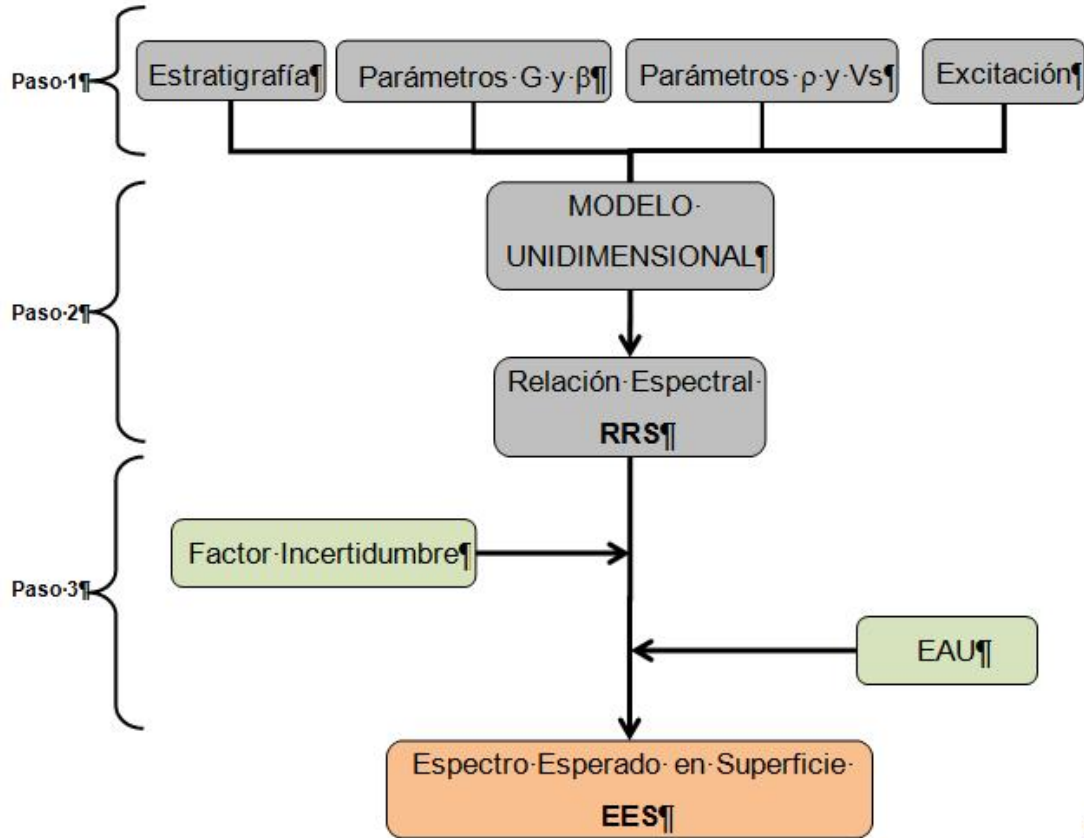 Paso·1¶
Estratigrafía¶
Parámetros·G·y·β¶
Parámetros·ρ·y·Vs¶
Excitación¶
MODELO·
UNIDIMENSIONAL¶
Paso·2¶
Relación·Espectral·
RRS¶
Factor·Incertidumbre¶
Paso·3¶
EAU¶
Espectro·Esperado·en·Superficie·
EES¶